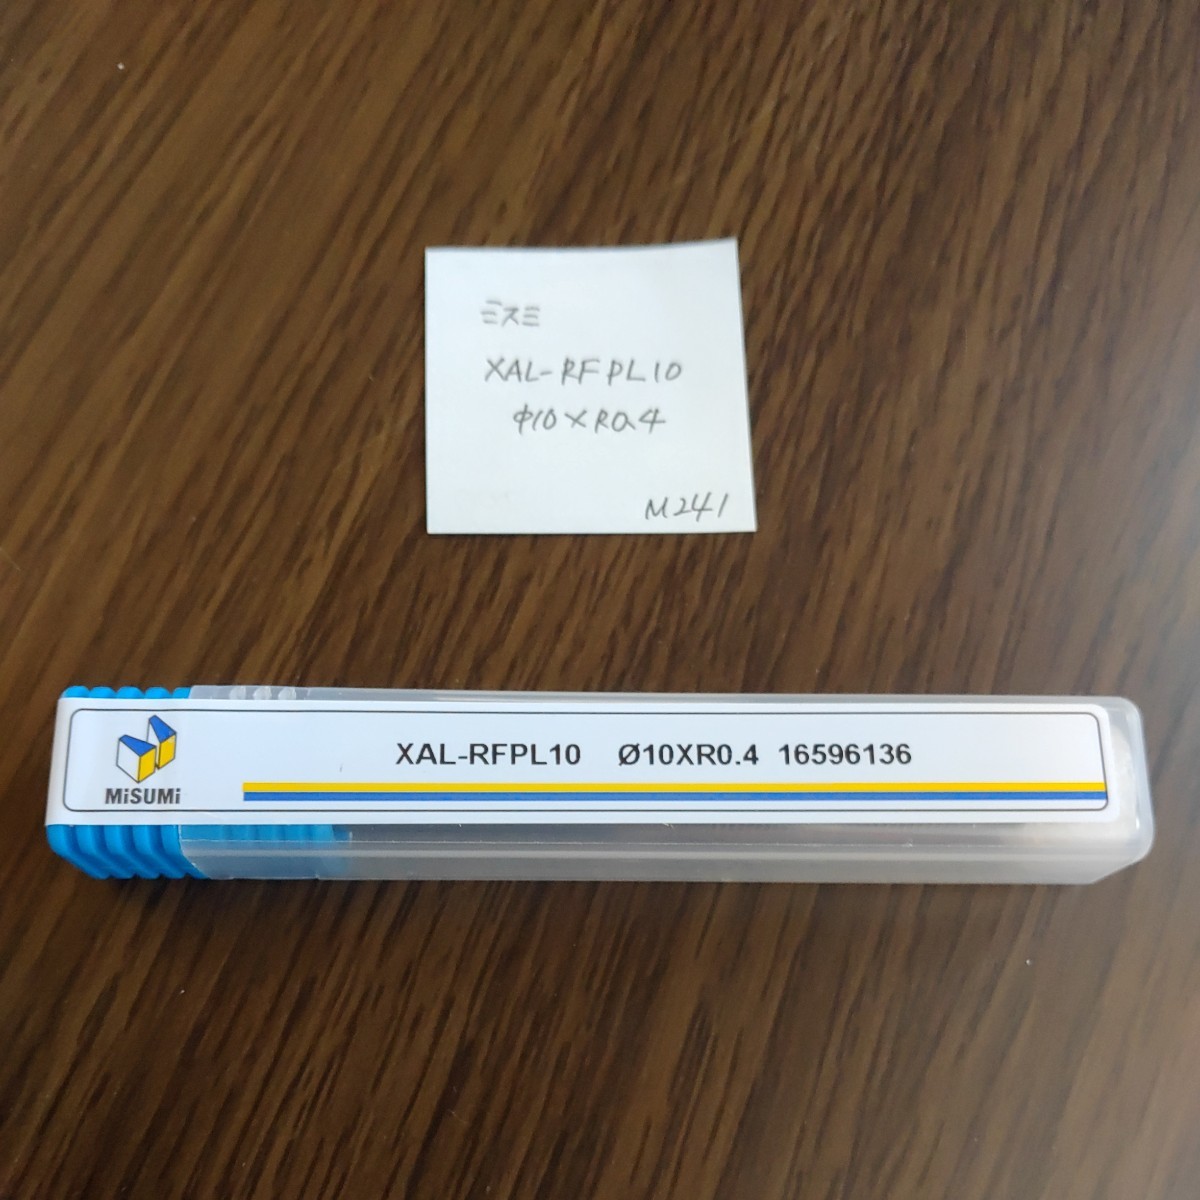 ミスミ
XAL-RFPL10
φ10×R0.4
M241
MiSUMi
XAL-RFPL10 Ø10XR0.4 16596136